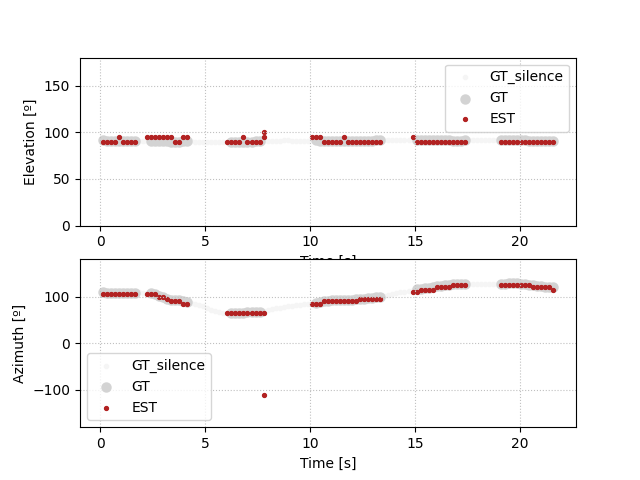 150
100
50
0
Elevation [º]
GT_silence
GT
EST
0 5 10 15 20
Time [s]
100
0
−100
Azimuth [º]
GT_silence
GT
EST
0 5 10 15 20
Time [s]